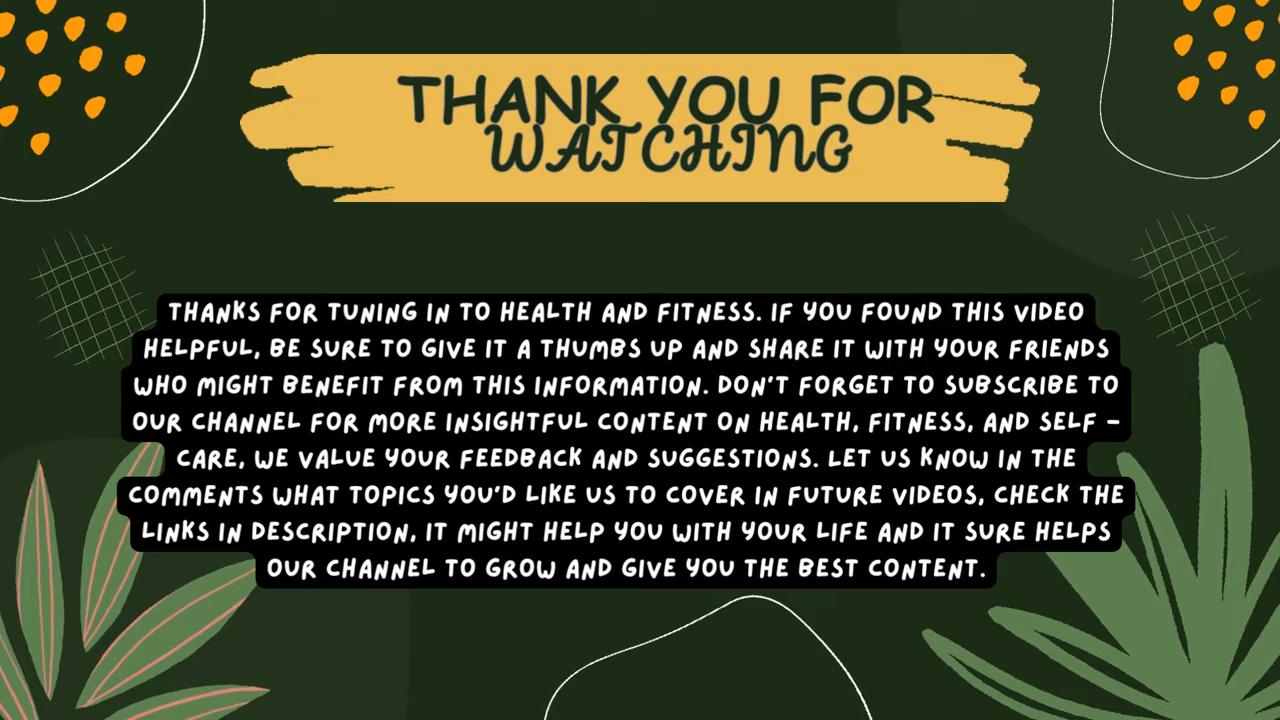 THANK YOU FOR
WATCHING
THANKS FOR TUNING IN TO HEALTH AND FITNESS. IF YOU FOUND THIS VIDEO
HELPFUL, BE SURE TO GIVE IT A THUMBS UP AND SHARE IT WITH YOUR FRIENDS
WHO MIGHT BENEFIT FROM THIS INFORMATION. DON'T FORGET TO SUBSCRIBE TO
OUR CHANNEL FOR MORE INSIGHTFUL CONTENT ON HEALTH, FITNESS, AND SELF -
CARE, WE VALUE YOUR FEEDBACK AND SUGGESTIONS. LET US KNOW IN THE
COMMENTS WHAT TOPICS YOU'D LIKE US TO COVER IN FUTURE VIDEOS, CHECK THE
LINKS IN DESCRIPTION, IT MIGHT HELP YOU WITH YOUR LIFE AND IT SURE HELPS
OUR CHANNEL TO GROW AND GIVE YOU THE BEST CONTENT.